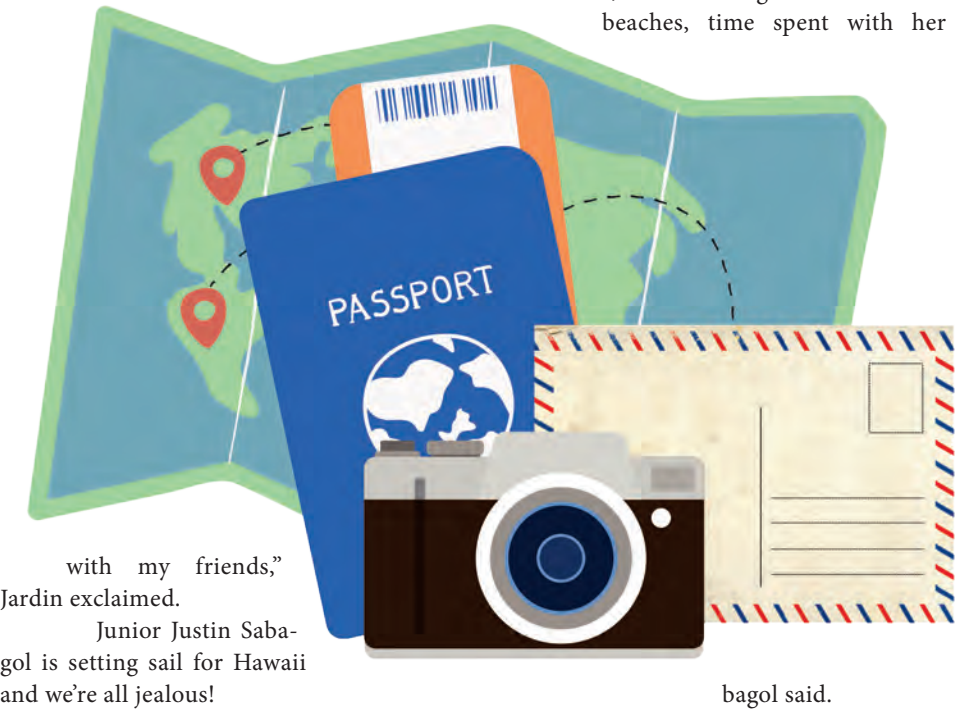 beaches, time spent with her
PASSPORT
with my friends,”
Jardin exclaimed.
Junior Justin Saba-
gol is setting sail for Hawaii
and we’re all jealous!
bagol said.